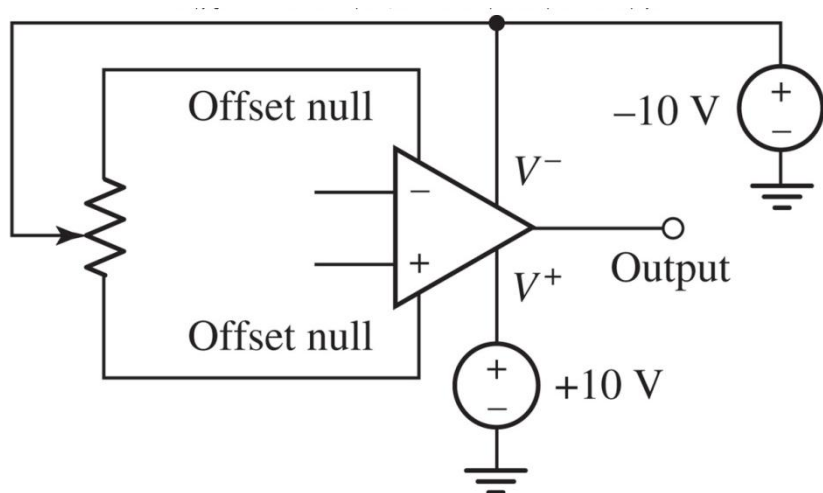 Offset null
–10 V
+
–
V⁻
–
+
Output
V⁺
Offset null
+
–
+10 V